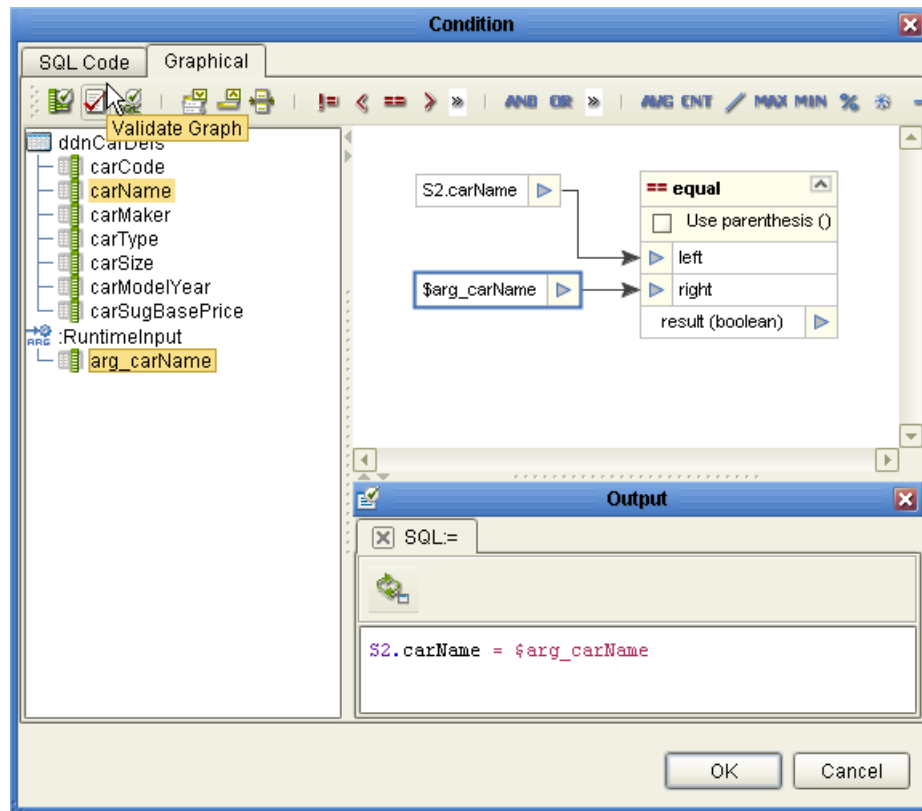 Condition
SQL Code Graphical
!= < == > » AND OR » AVG CNT / MAX MIN %
Validate Graph
ddnCarDefs
carCode
carName
carMaker
carType
carSize
carModelYear
carSugBasePrice
ARG :RuntimeInput
arg_carName
S2.carName
$arg_carName
== equal
Use parenthesis ()
left
right
result (boolean)
Output
SQL:=
S2.carName = $arg_carName
OK Cancel